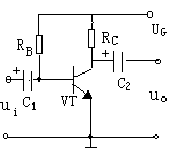 R_B
R_C
U_G
+
+
C_1
VT
C_2
u_i
u_o